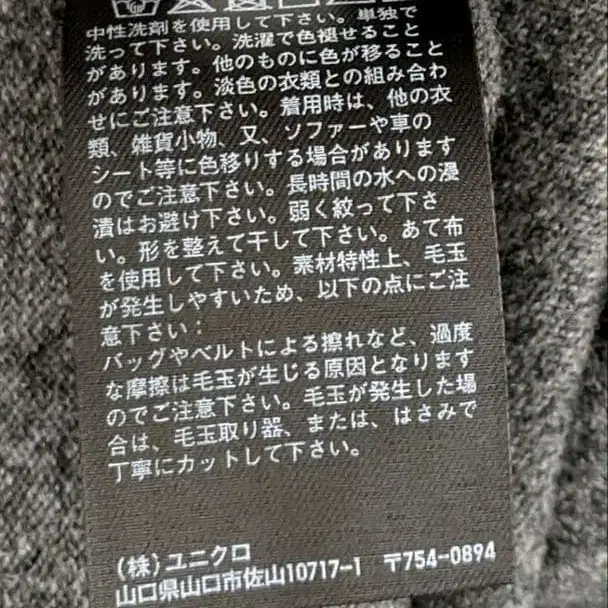 中性洗剤を使用して下さい。単独で
洗って下さい。洗濯で色褪せること
があります。他のものに色が移ること
があります。淡色の衣類との組み合わ
せにご注意下さい。着用時は、他の衣
類、雑貨小物、又、ソファーや車の
シート等に色移りする場合があります
のでご注意下さい。長時間の水への浸
漬はお避け下さい。弱く絞って下さ
い。形を整えて干して下さい。あて布
を使用して下さい。素材特性上、毛玉
が発生しやすいため、以下の点にご注
意下さい：
バッグやベルトによる擦れなど、過度
な摩擦は毛玉が生じる原因となります
のでご注意下さい。毛玉が発生した場
合は、毛玉取り器、または、はさみで
丁寧にカットして下さい。
(株)ユニクロ
山口県山口市佐山10717-1 〒754-0894